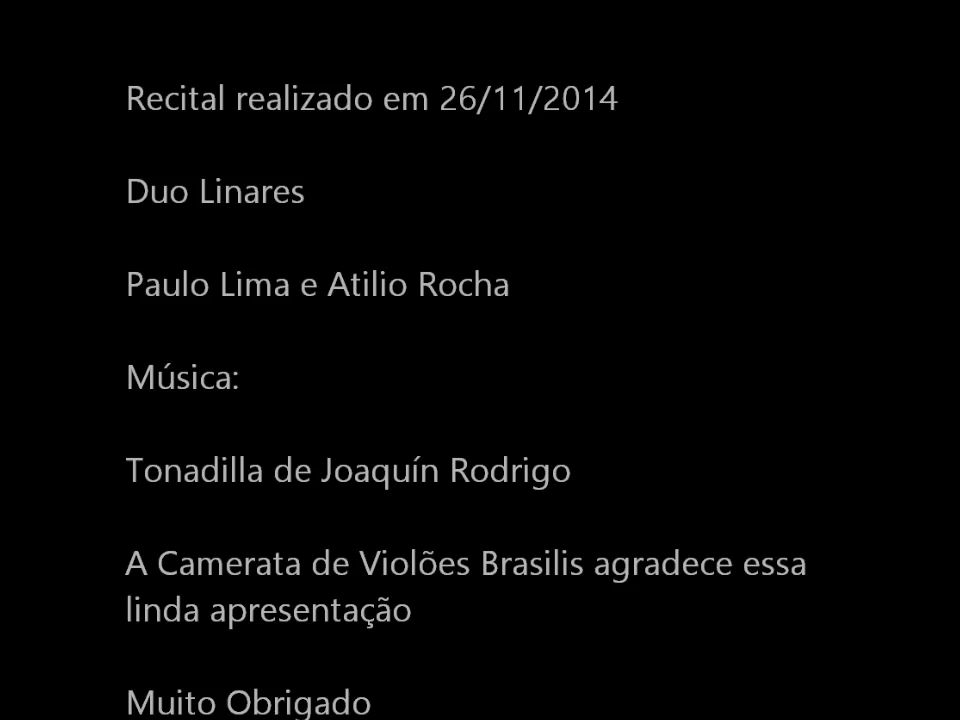 Recital realizado em 26/11/2014
Duo Linares
Paulo Lima e Atilio Rocha
Música:
Tonadilla de Joaquín Rodrigo
A Camerata de Violões Brasilis agradece essa
linda apresentação
Muito Obrigado